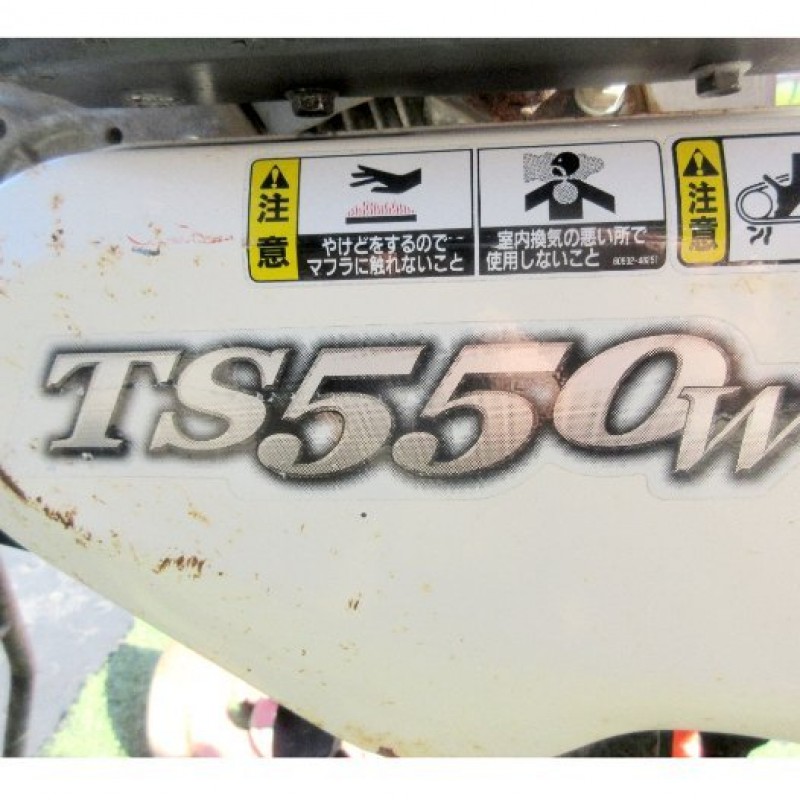 注意
やけどをするので
マフラに触れないこと
室内換気の悪い所で
使用しないこと
注意
TS550W